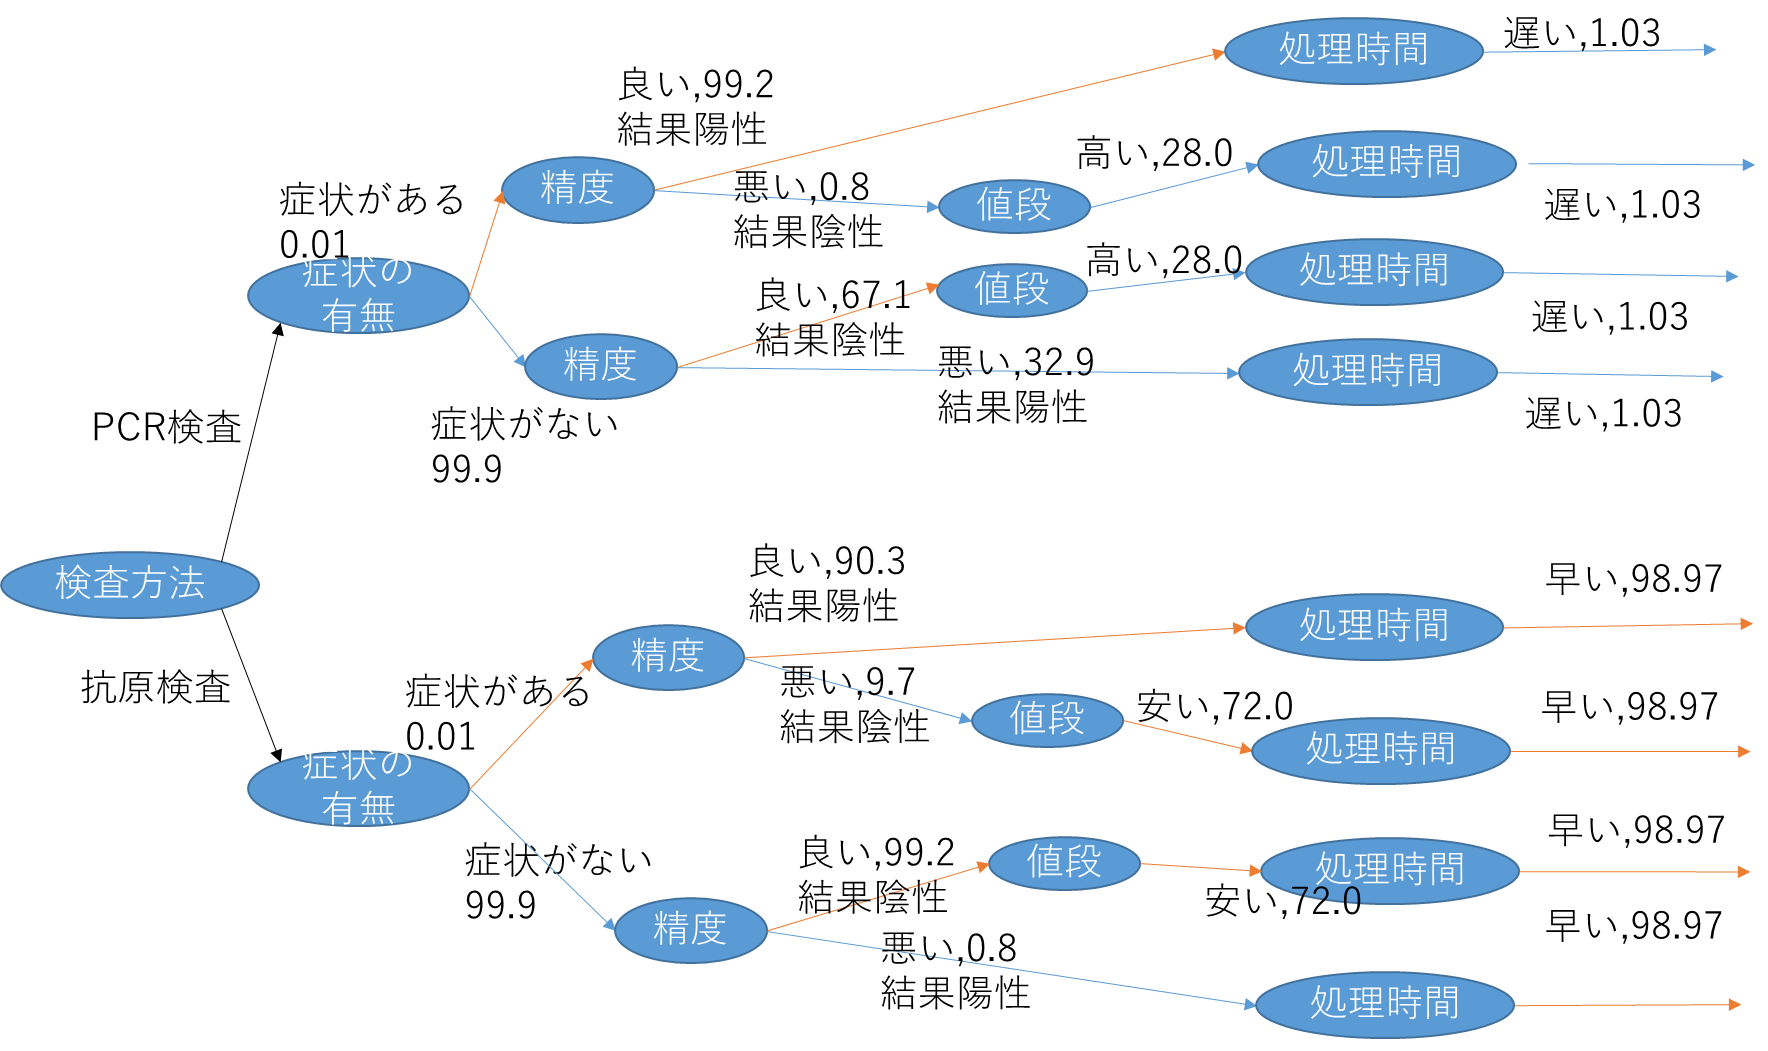 処理時間
遅い,1.03
良い,99.2
結果陽性
高い,28.0
処理時間
遅い,1.03
症状がある
0.01
精度
悪い,0.8
結果陰性
値段
症状の
有無
良い,67.1
結果陰性
値段
高い,28.0
処理時間
遅い,1.03
精度
悪い,32.9
結果陽性
処理時間
遅い,1.03
症状がない
99.9
PCR検査
検査方法
抗原検査
良い,90.3
結果陽性
処理時間
早い,98.97
症状がある
0.01
精度
悪い,9.7
結果陰性
値段
安い,72.0
処理時間
早い,98.97
症状の
有無
症状がない
99.9
良い,99.2
結果陰性
値段
安い,72.0
処理時間
早い,98.97
精度
悪い,0.8
結果陽性
処理時間
早い,98.97